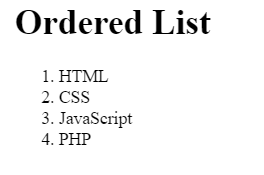 Ordered List
1. HTML
2. CSS
3. JavaScript
4. PHP